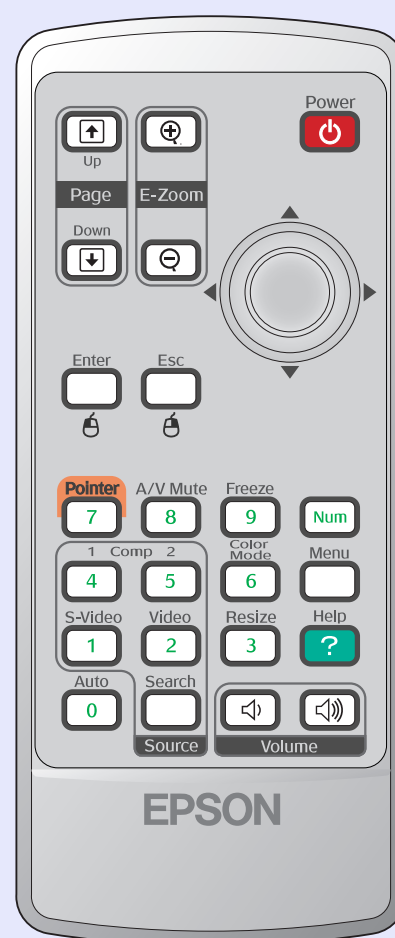 Power
Up
Page E-Zoom
Down
Enter Esc
Pointer A/V Mute Freeze
7 8 9 Num
1 Comp 2 Color Mode Menu
4 5 6
S-Video Video Resize Help
1 2 3 ?
Auto Search
0
Source Volume
EPSON